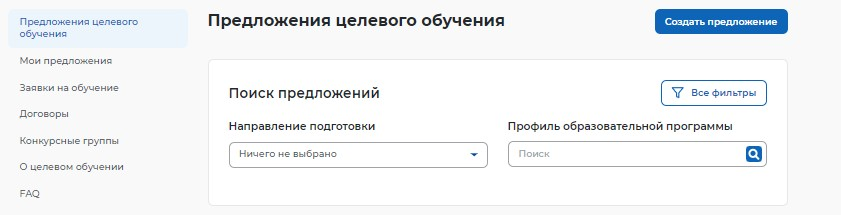 Предложения целевого
обучения
Мои предложения
Заявки на обучение
Договоры
Конкурсные группы
О целевом обучении
FAQ
Предложения целевого обучения
Создать предложение
Поиск предложений
Все фильтры
Направление подготовки
Профиль образовательной программы
Ничего не выбрано
Поиск